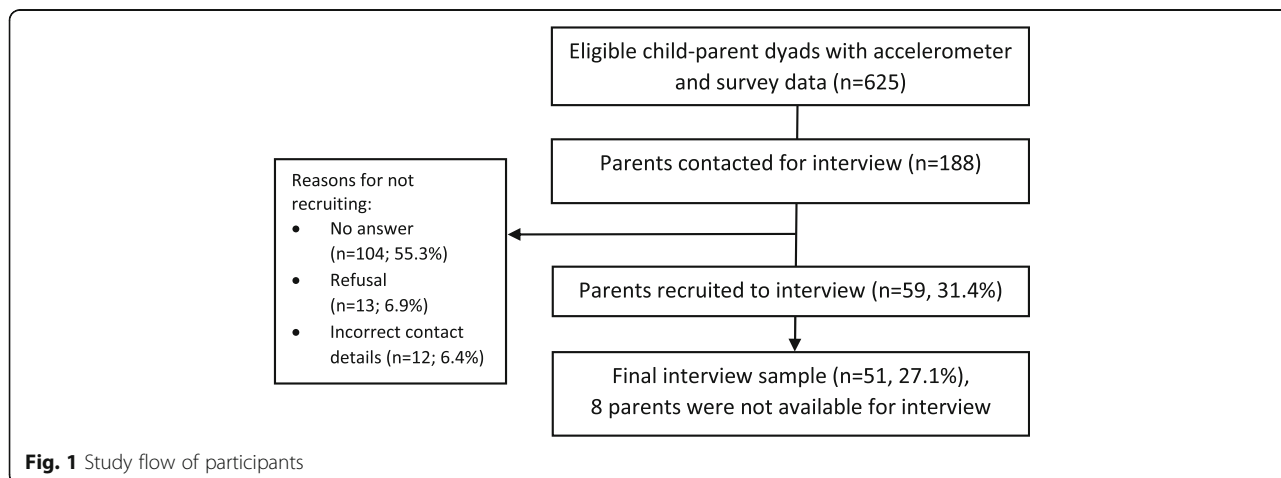 Eligible child-parent dyads with accelerometer
and survey data (n=625)
Parents contacted for interview (n=188)
Reasons for not
recruiting:
• No answer
(n=104; 55.3%)
• Refusal
(n=13; 6.9%)
• Incorrect contact
details (n=12; 6.4%)
Parents recruited to interview (n=59, 31.4%)
Final interview sample (n=51, 27.1%),
8 parents were not available for interview
Fig. 1 Study flow of participants